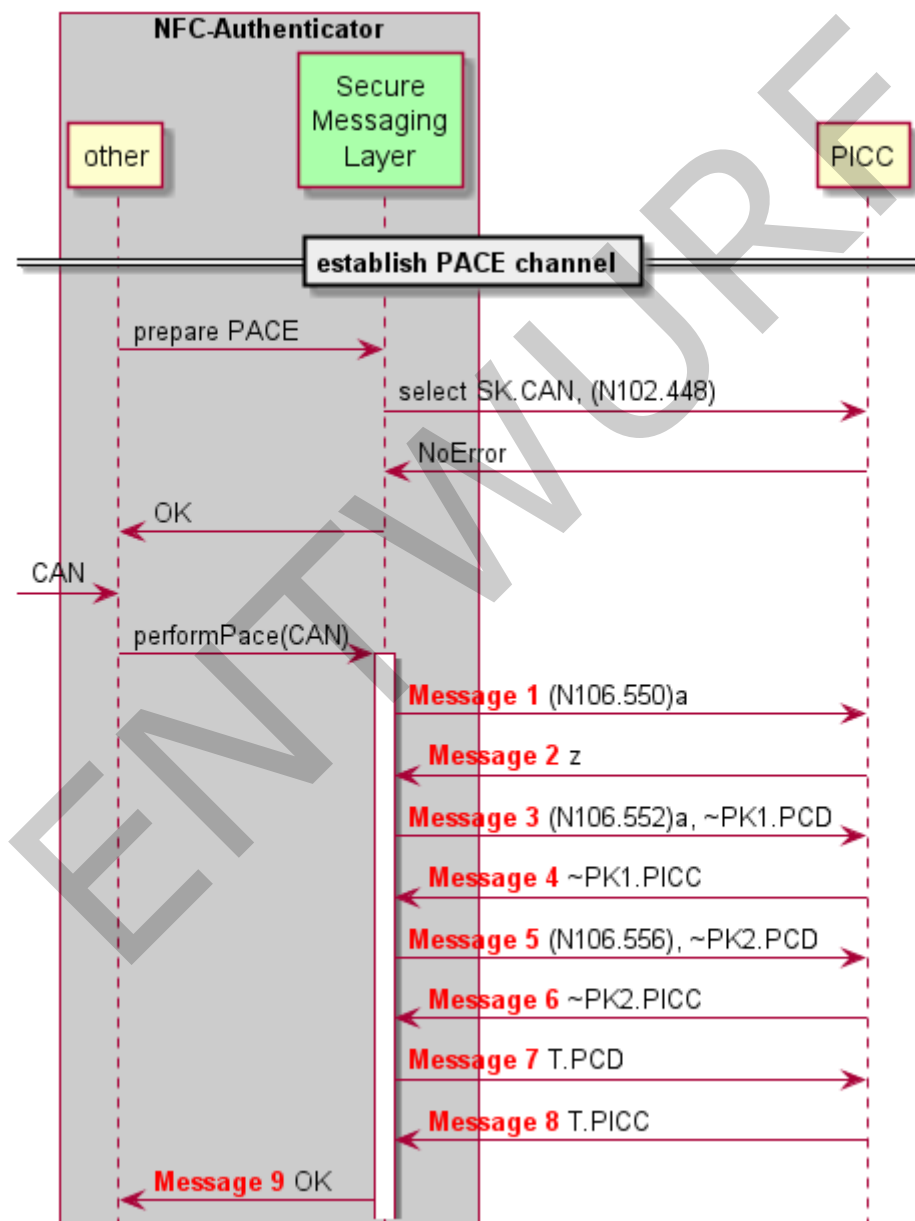 NFC-Authenticator
other
Secure
Messaging
Layer
PICC
establish PACE channel
prepare PACE
select SK.CAN, (N102.448)
NoError
OK
CAN
performPace(CAN)
Message 1 (N106.550)a
Message 2 z
Message 3 (N106.552)a, ~PK1.PCD
Message 4 ~PK1.PICC
Message 5 (N106.556), ~PK2.PCD
Message 6 ~PK2.PICC
Message 7 T.PCD
Message 8 T.PICC
Message 9 OK
ENTWURF